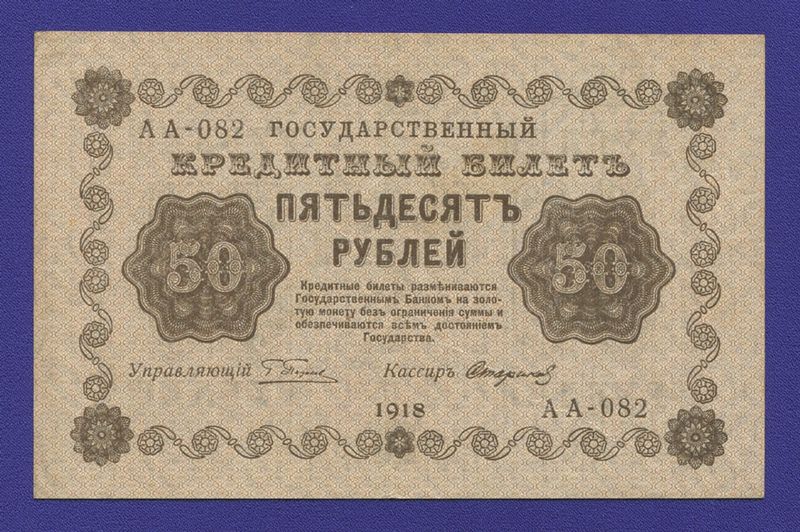 АА-082 ГОСУДАРСТВЕННЫЙ
КРЕДИТНЫЙ БИЛЕТЪ
ПЯТЬДЕСЯТЪ
РУБЛЕЙ
50 50
Кредитные билеты размѣниваются
Государственнымъ Банкомъ на золо-
тую монету безъ ограниченія суммы и
обезпечиваются всѣмъ достояніемъ
Государства.
Управляющій Кассиръ
1918 АА-082